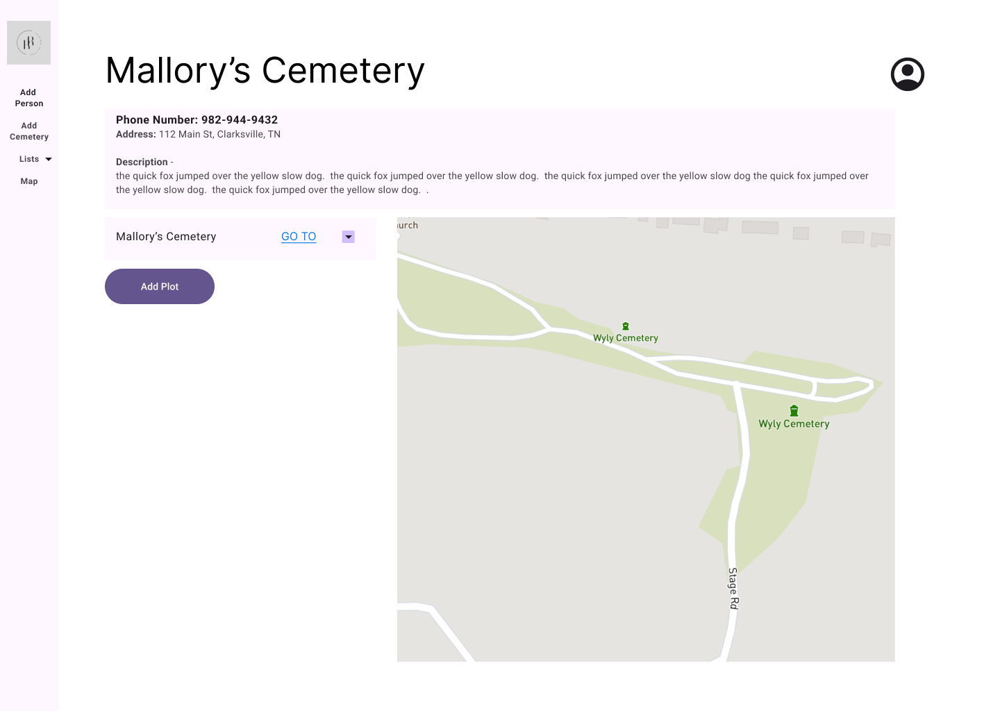 Add
Person
Add
Cemetery
Lists
Map
Mallory’s Cemetery
Phone Number: 982-944-9432
Address: 112 Main St, Clarksville, TN
Description -
the quick fox jumped over the yellow slow dog.  the quick fox jumped over the yellow slow dog.  the quick fox jumped over the yellow slow dog the quick fox jumped over
the yellow slow dog.  the quick fox jumped over the yellow slow dog.  .
Mallory’s Cemetery GO TO
Add Plot
urch
Wyly Cemetery
Wyly Cemetery
Stage Rd